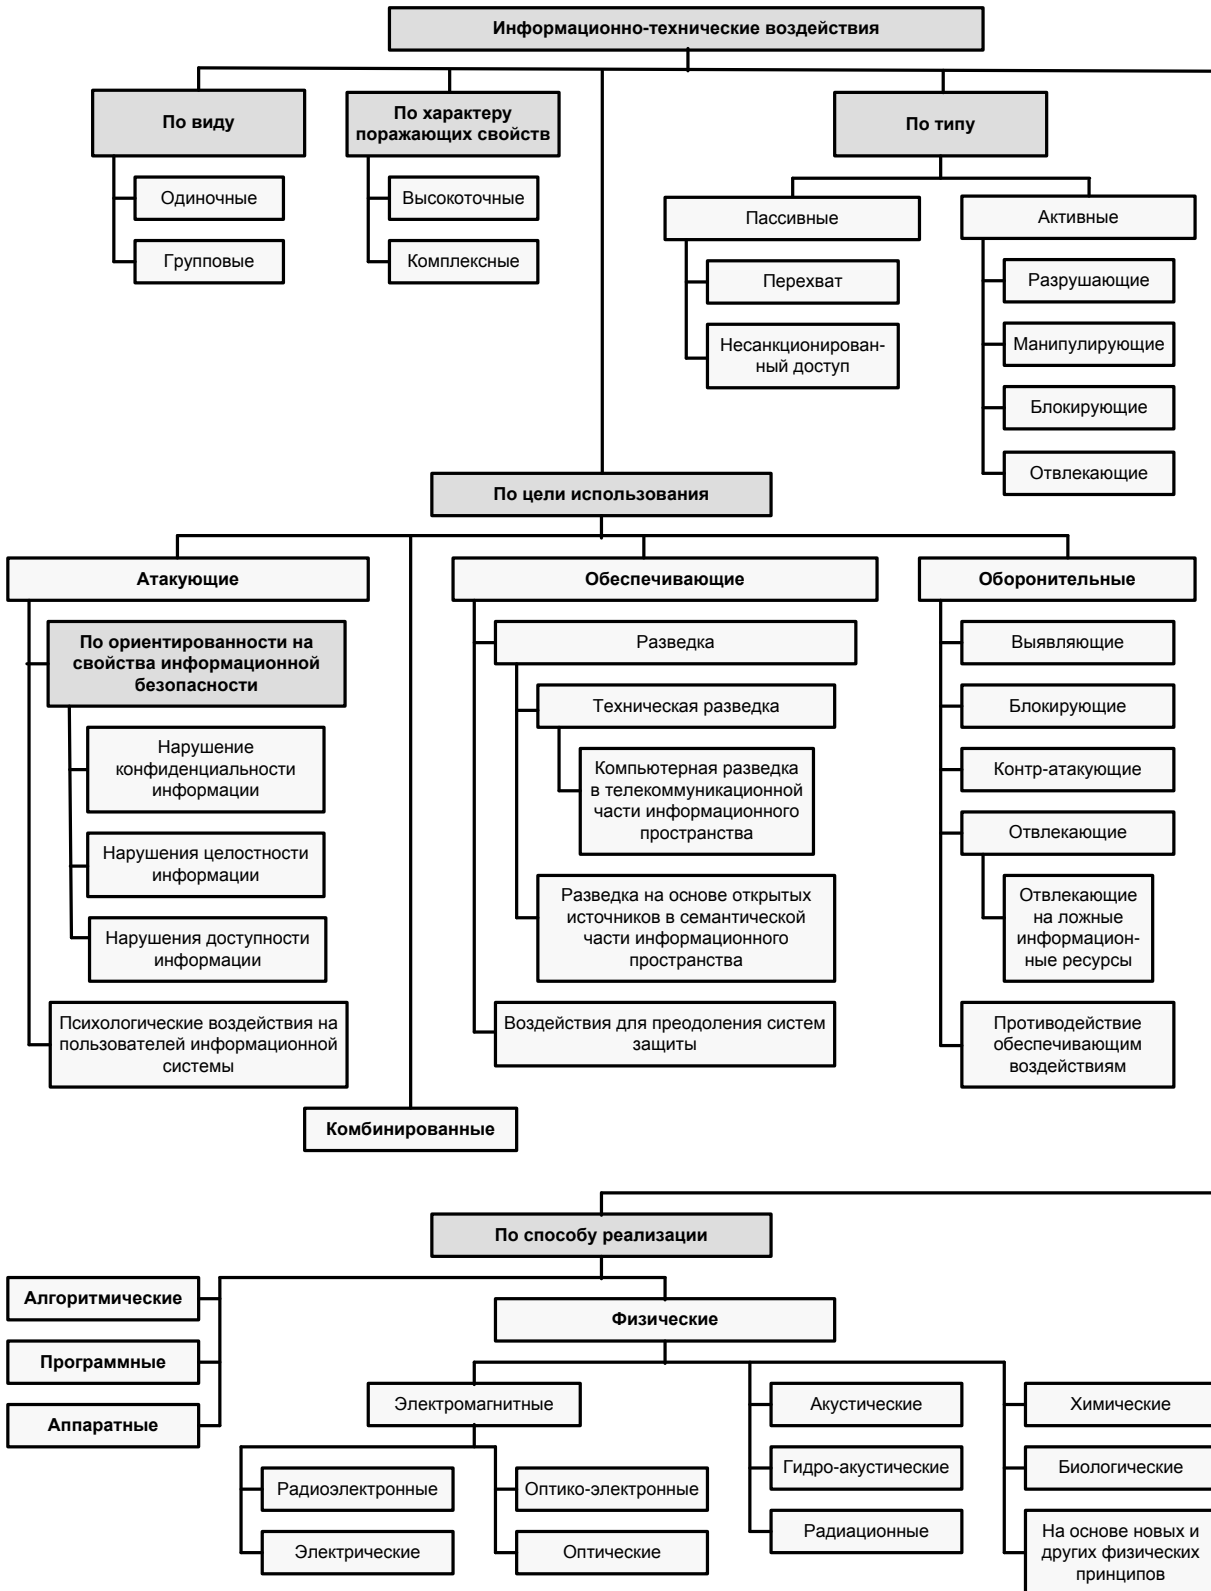 Информационно-технические воздействия
По виду
Одиночные
Групповые
По характеру
поражающих свойств
Высокоточные
Комплексные
По типу
Пассивные
Перехват
Несанкционирован-
ный доступ
Активные
Разрушающие
Манипулирующие
Блокирующие
Отвлекающие
По цели использования
Атакующие
По ориентированности на
свойства информационной
безопасности
Нарушение
конфиденциальности
информации
Нарушения целостности
информации
Нарушения доступности
информации
Психологические воздействия на
пользователей информационной
системы
Комбинированные
Обеспечивающие
Разведка
Техническая разведка
Компьютерная разведка
в телекоммуникационной
части информационного
пространства
Разведка на основе открытых
источников в семантической
части информационного
пространства
Воздействия для преодоления систем
защиты
Оборонительные
Выявляющие
Блокирующие
Контр-атакующие
Отвлекающие
Отвлекающие
на ложные
информацион-
ные ресурсы
Противодействие
обеспечивающим
воздействиям
По способу реализации
Алгоритмические
Программные
Аппаратные
Физические
Электромагнитные
Радиоэлектронные
Электрические
Оптико-электронные
Оптические
Акустические
Гидро-акустические
Радиационные
Химические
Биологические
На основе новых и
других физических
принципов